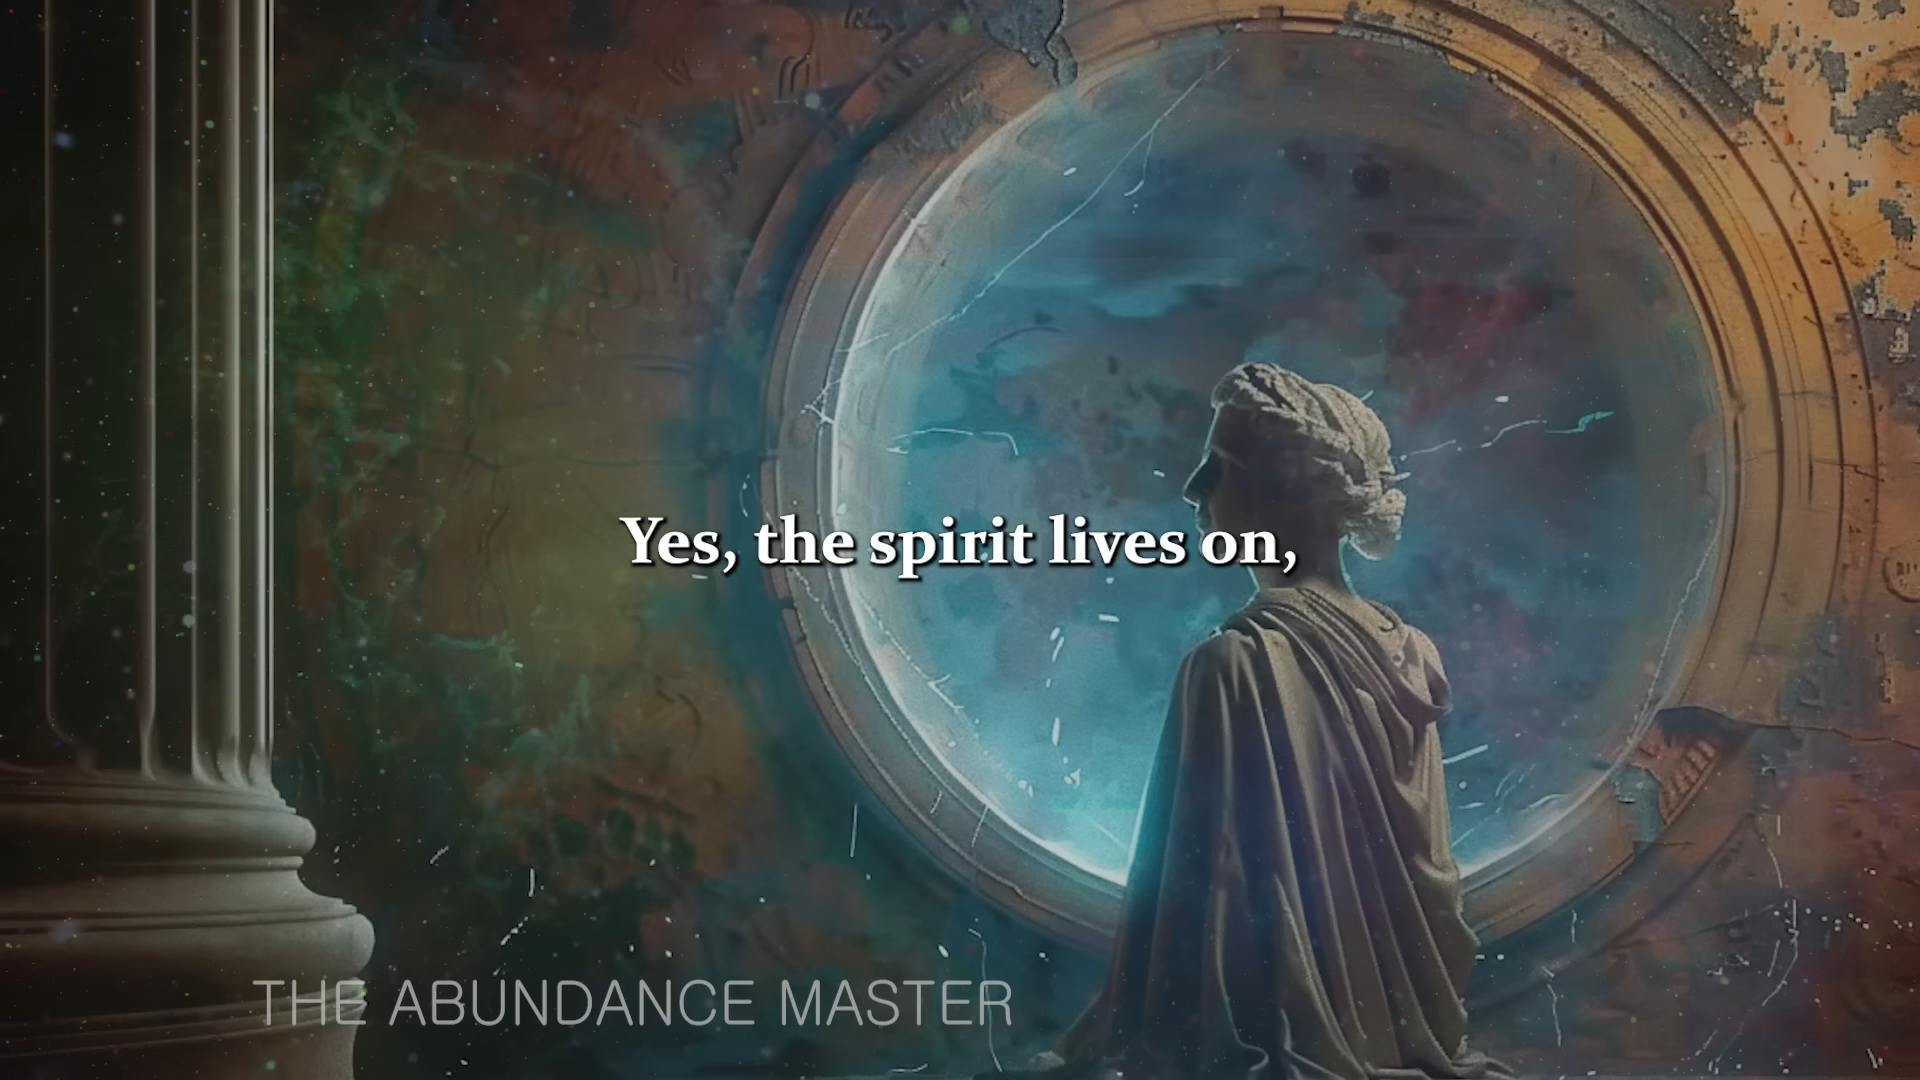 Yes, the spirit lives on,
THE ABUNDANCE MASTER